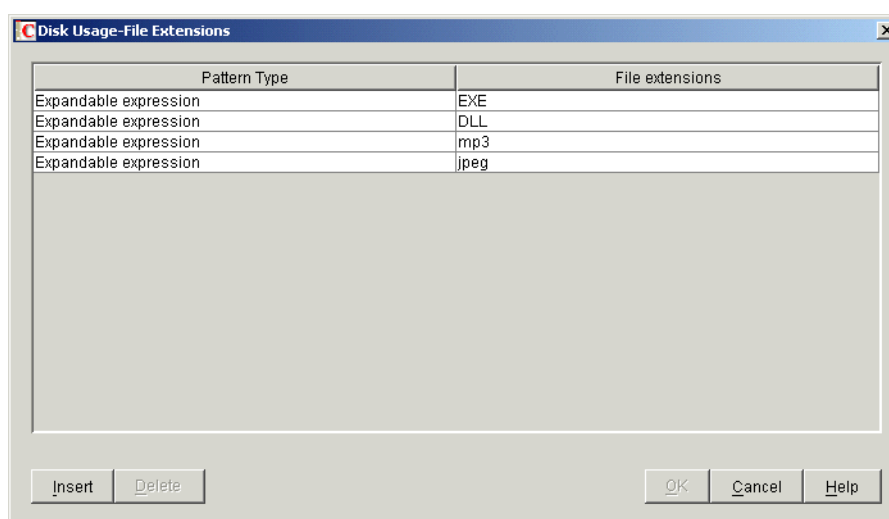 C Disk Usage-File Extensions
Pattern Type File extensions
Expandable expression EXE
Expandable expression DLL
Expandable expression mp3
Expandable expression jpeg
Insert Delete OK Cancel Help